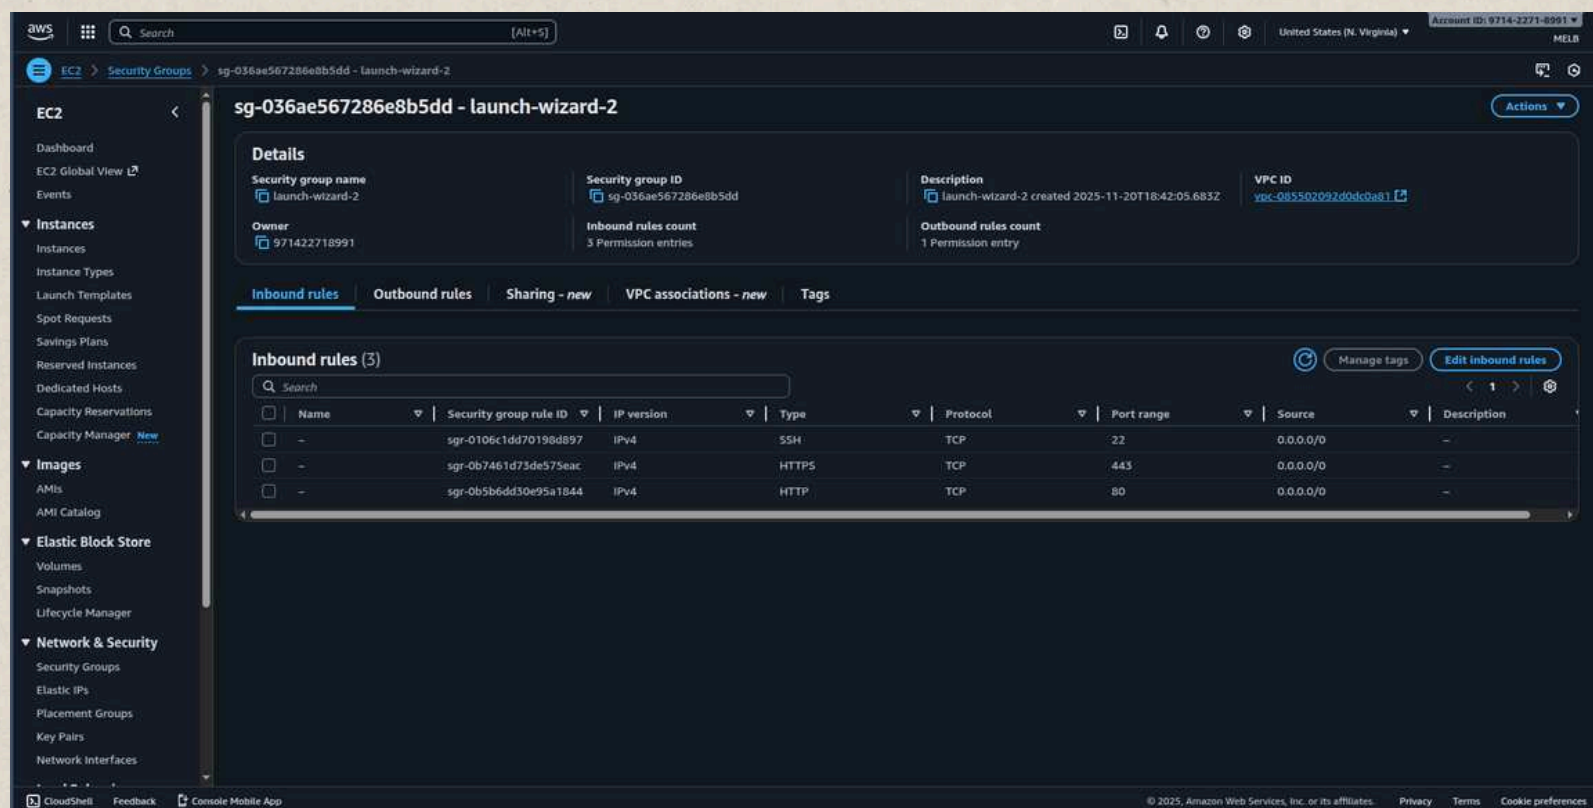 aws
Search [Alt+S]
United States (N. Virginia)
Account ID: 9714-2271-8991
MELB
EC2 > Security Groups > sg-036ae567286e8b5dd - launch-wizard-2
EC2
Dashboard
EC2 Global View
Events
Instances
Instances
Instance Types
Launch Templates
Spot Requests
Savings Plans
Reserved Instances
Dedicated Hosts
Capacity Reservations
Capacity Manager New
Images
AMIs
AMI Catalog
Elastic Block Store
Volumes
Snapshots
Lifecycle Manager
Network & Security
Security Groups
Elastic IPs
Placement Groups
Key Pairs
Network Interfaces
sg-036ae567286e8b5dd - launch-wizard-2
Actions
Details
Security group name
launch-wizard-2
Security group ID
sg-036ae567286e8b5dd
Description
launch-wizard-2 created 2025-11-20T18:42:05.683Z
VPC ID
vpc-085502092d0dc0a81
Owner
971422718991
Inbound rules count
3 Permission entries
Outbound rules count
1 Permission entry
Inbound rules Outbound rules Sharing - new VPC associations - new Tags
Inbound rules (3)
Manage tags Edit inbound rules
Search
1
Name Security group rule ID IP version Type Protocol Port range Source Description
– sgr-0106c1dd70198d897 IPv4 SSH TCP 22 0.0.0.0/0 –
– sgr-0b7461d73de575eac IPv4 HTTPS TCP 443 0.0.0.0/0 –
– sgr-0b5b6dd30e95a1844 IPv4 HTTP TCP 80 0.0.0.0/0 –
CloudShell Feedback Console Mobile App
© 2025, Amazon Web Services, Inc. or its affiliates. Privacy Terms Cookie preferences